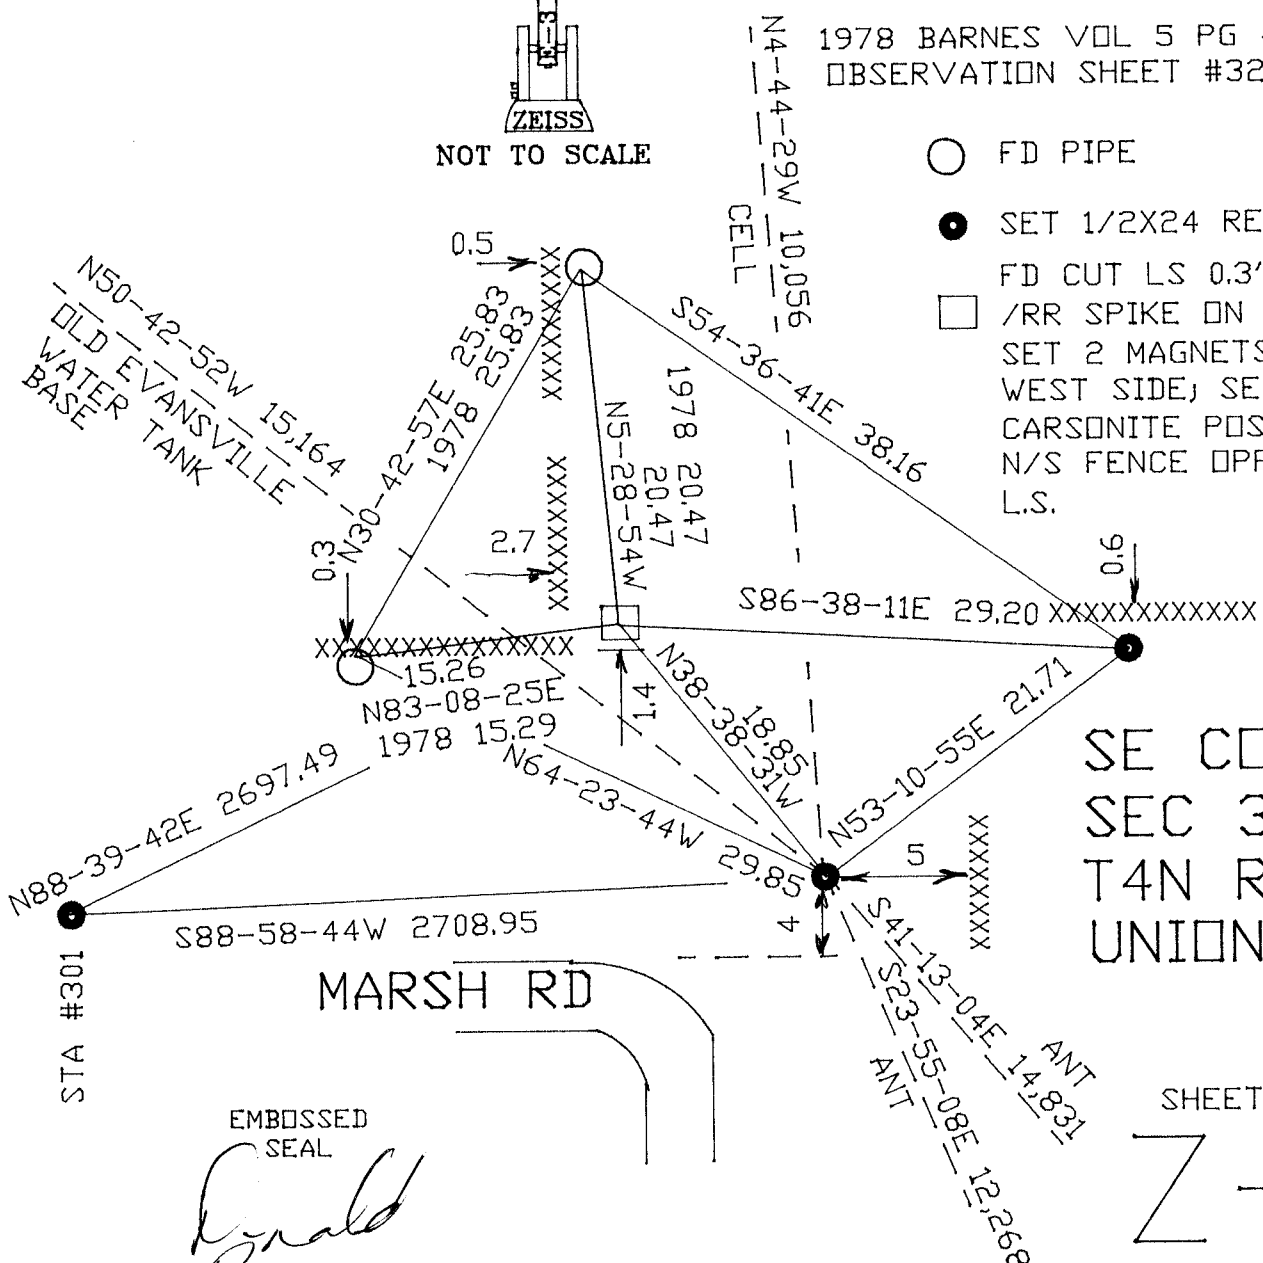 ZEISS
NOT TO SCALE
1978 BARNES VOL 5 PG
OBSERVATION SHEET #32
FD PIPE
SET 1/2X24 RE
FD CUT LS 0.3'
/RR SPIKE ON
SET 2 MAGNETS
WEST SIDE; SE
CARSONITE POS
N/S FENCE OPP
L.S.
N4-44-29W 10,056
CELL
0.5
N50-42-52W 15,164
OLD EVANSVILLE
WATER TANK
BASE
N30-42-57E 25.83
1978 25.83
S54-36-41E 38.16
N5-28-54W
20.47
1978 20.47
0.3
2.7
0.6
S86-38-11E 29.20
XXXXXXXXXXXX
15.26
N83-08-25E
1978 15.29
1.4
N38-38-31W
18.85
N53-10-55E 21.71
N64-23-44W 29.85
N88-39-42E 2697.49
S88-58-44W 2708.95
STA #301
5
4
MARSH RD
SE CO
SEC 3
T4N R
UNION
S41-13-04E 14,831
ANT
S23-55-08E 12,268
ANT
EMBOSSED
SEAL
Donald
SHEET
Z-